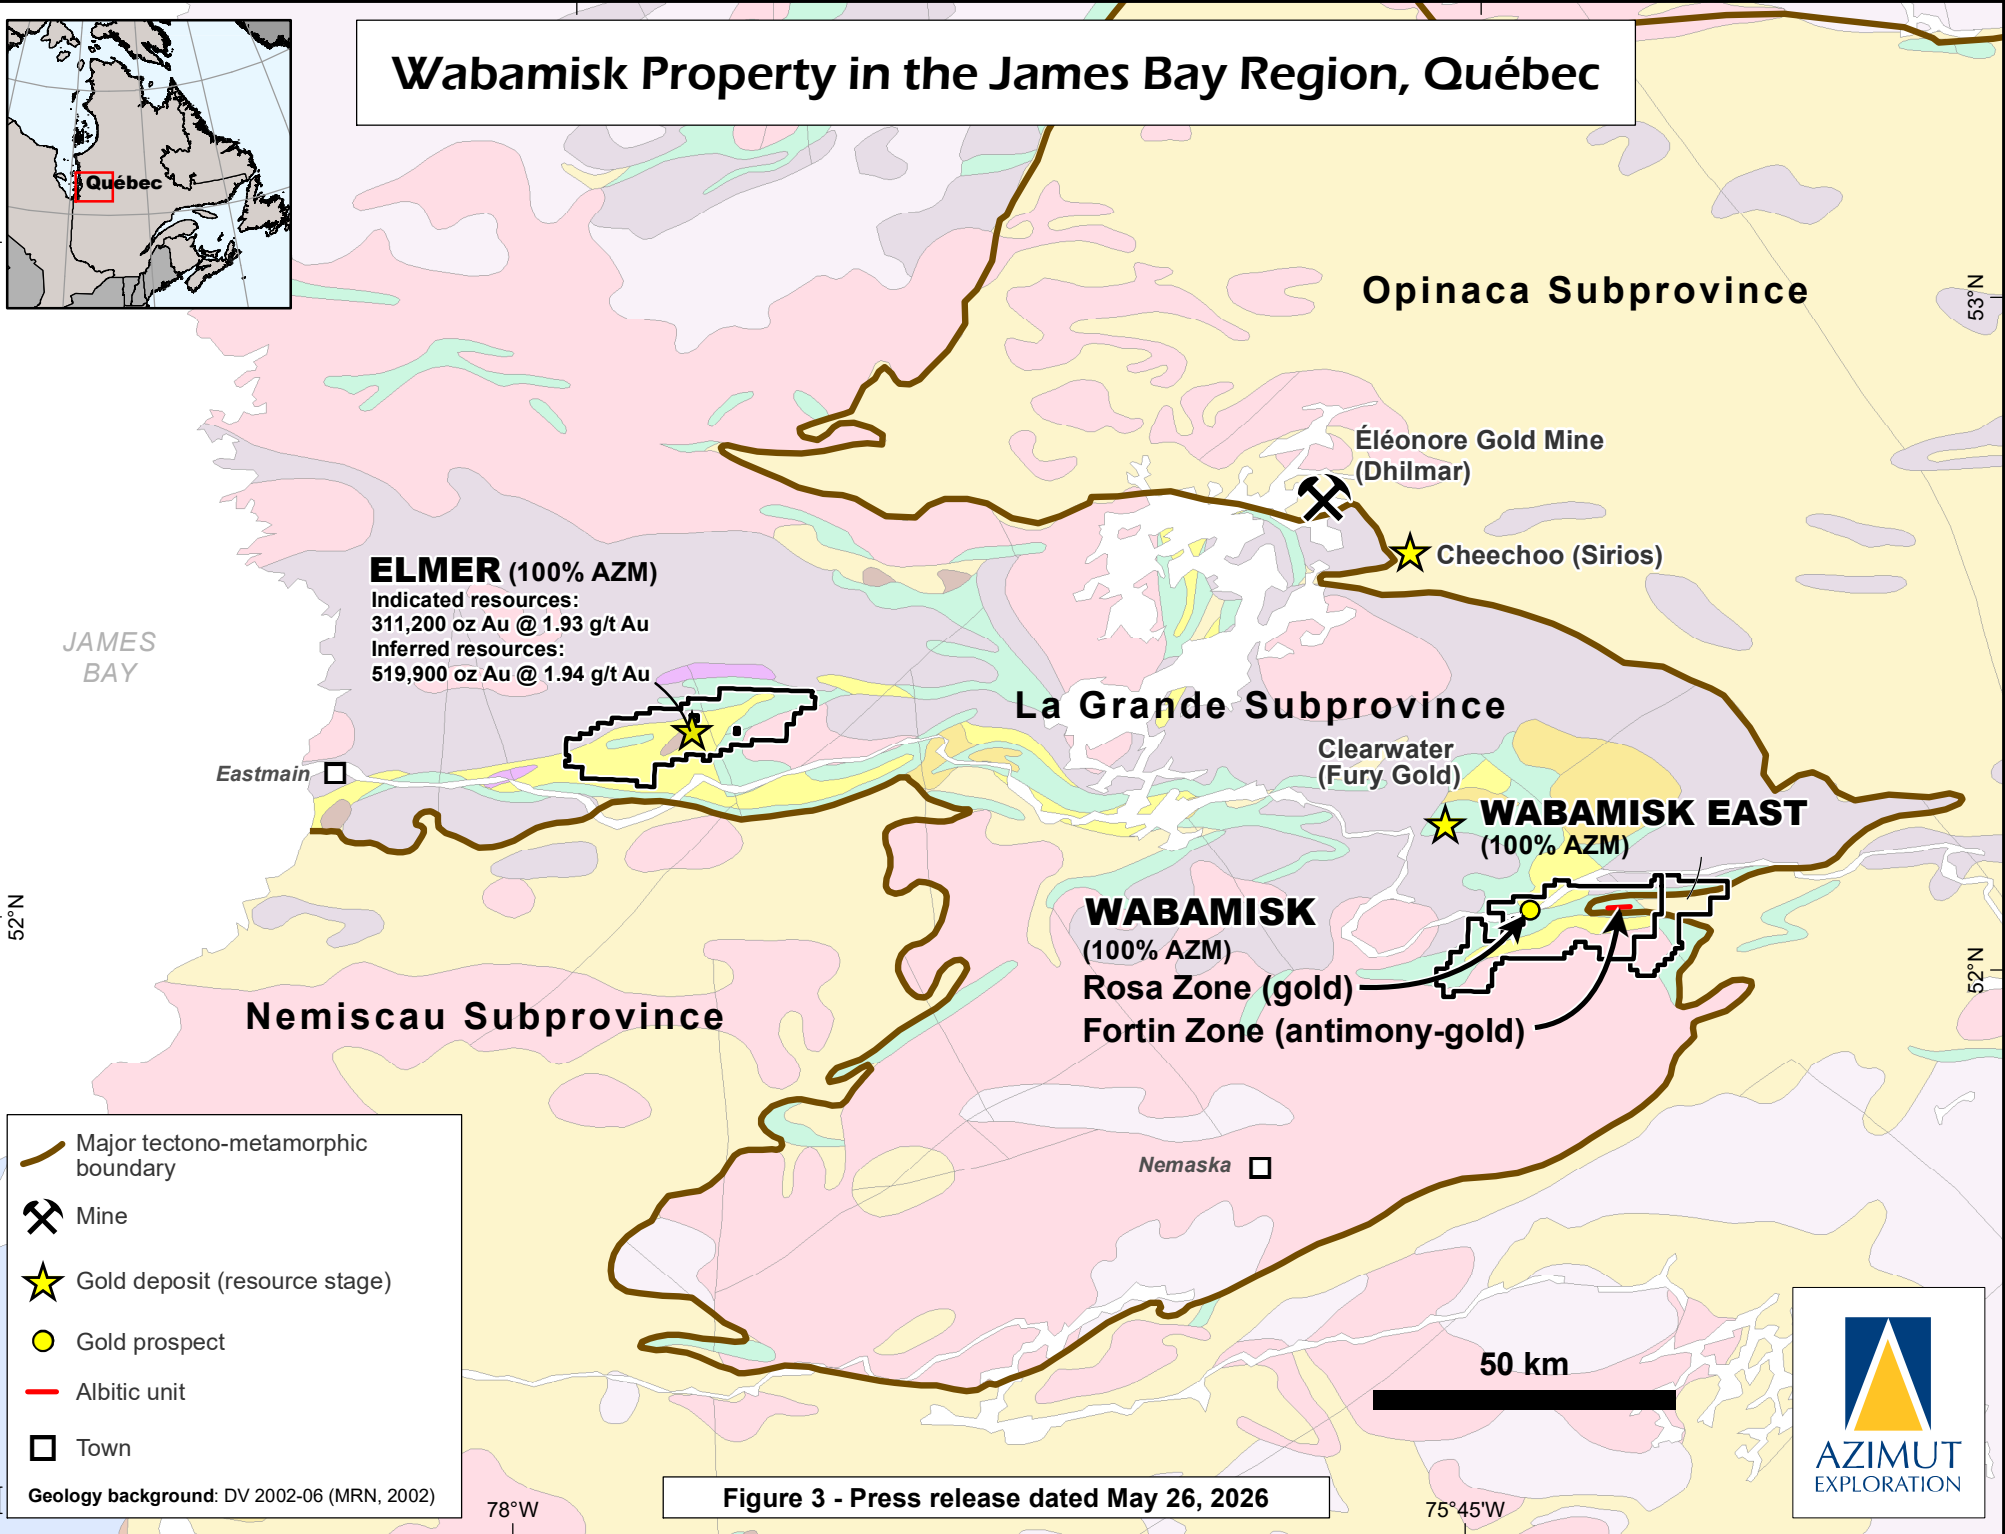 Wabamisk Property in the James Bay Region, Québec
Québec
Opinaca Subprovince
53°N
Éléonore Gold Mine
(Dhilmar)
Cheechoo (Sirios)
ELMER (100% AZM)
Indicated resources:
311,200 oz Au @ 1.93 g/t Au
Inferred resources:
519,900 oz Au @ 1.94 g/t Au
JAMES
BAY
La Grande Subprovince
Clearwater
(Fury Gold)
Eastmain
WABAMISK EAST
(100% AZM)
WABAMISK
(100% AZM)
Rosa Zone (gold)
Fortin Zone (antimony-gold)
52°N
52°N
Nemiscau Subprovince
Nemaska
Major tectono-metamorphic
boundary
Mine
Gold deposit (resource stage)
Gold prospect
Albitic unit
Town
Geology background: DV 2002-06 (MRN, 2002)
50 km
78°W
Figure 3 - Press release dated May 26, 2026
75°45'W
AZIMUT
EXPLORATION